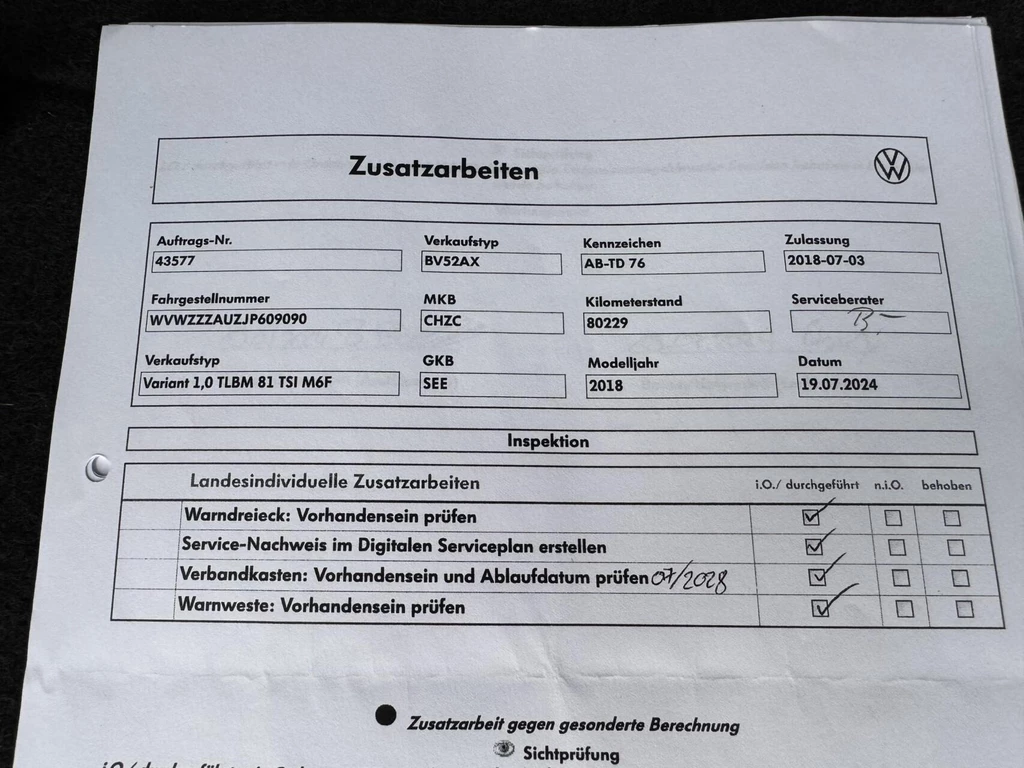 Zusatzarbeiten
Auftrags-Nr. Verkaufstyp Kennzeichen Zulassung
43577 BV52AX AB-TD 76 2018-07-03
Fahrgestellnummer MKB Kilometerstand Serviceberater
WVWZZZAUZJP609090 CHZC 80229
Verkaufstyp GKB Modelljahr Datum
Variant 1,0 TLBM 81 TSI M6F SEE 2018 19.07.2024
Inspektion
Landesindividuelle Zusatzarbeiten i.O./ durchgeführt n.i.O. behoben
Warndreieck: Vorhandensein prüfen
Service-Nachweis im Digitalen Serviceplan erstellen
Verbandkasten: Vorhandensein und Ablaufdatum prüfen 07/2028
Warnweste: Vorhandensein prüfen
Zusatzarbeit gegen gesonderte Berechnung
Sichtprüfung